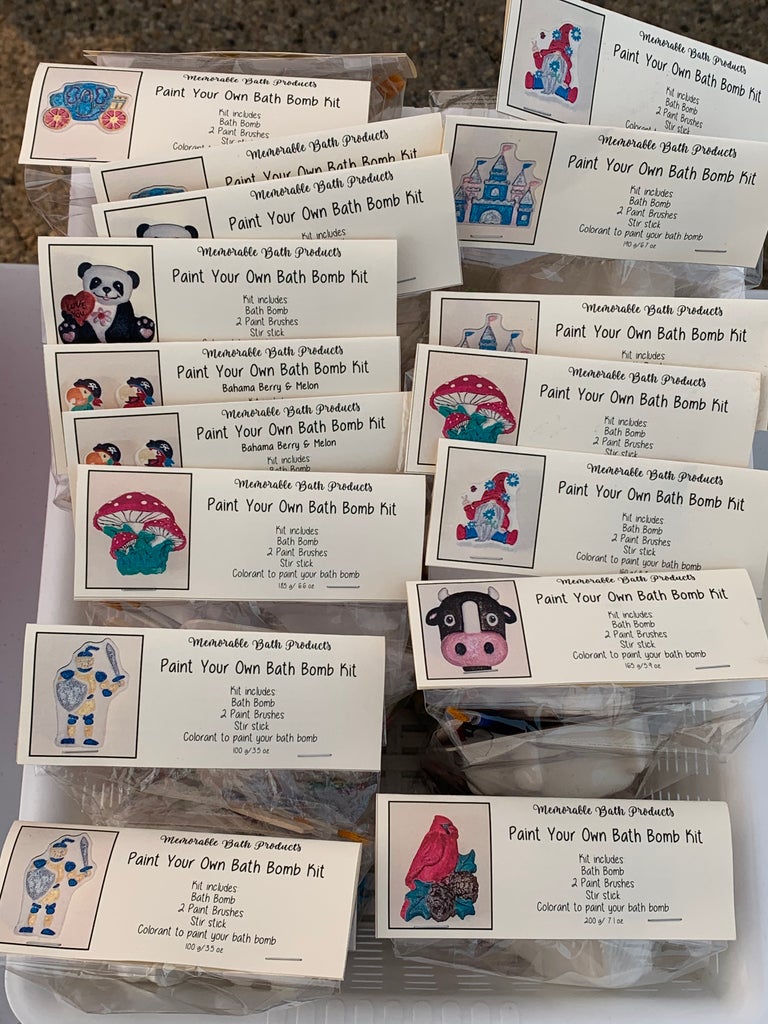 Memorable Bath Products
Paint Your Own Bath Bomb Kit
Kit includes
Bath Bomb
2 Paint Brushes
Stir stick
Memorable Bath Products
Paint Your Own Bath Bomb Kit
Memorable Bath Products
Paint Your Own Bath Bomb Kit
Kit includes
Memorable Bath Products
Paint Your Own Bath Bomb Kit
Kit includes
Bath Bomb
2 Paint Brushes
Stir stick
LOVE YOU
Memorable Bath Products
Paint Your Own Bath Bomb Kit
Bahama Berry & Melon
Memorable Bath Products
Paint Your Own Bath Bomb Kit
Bahama Berry & Melon
Kit includes
Bath Bomb
Memorable Bath Products
Paint Your Own Bath Bomb Kit
Kit includes
Bath Bomb
2 Paint Brushes
Stir stick
Colorant to paint your bath bomb
185 g/ 6.6 oz
Memorable Bath Products
Paint Your Own Bath Bomb Kit
Kit includes
Bath Bomb
2 Paint Brushes
Stir stick
Colorant to paint your bath bomb
100 g/3.5 oz
Memorable Bath Products
Paint Your Own Bath Bomb Kit
Kit includes
Bath Bomb
2 Paint Brushes
Stir stick
Colorant to paint your bath bomb
100 g/3.5 oz
Memorable Bath Products
Paint Your Own Bath Bomb Kit
Kit includes
Bath Bomb
2 Paint Brushes
Stir stick
Memorable Bath Products
Paint Your Own Bath Bomb Kit
Kit includes
Bath Bomb
2 Paint Brushes
Stir stick
Colorant to paint your bath bomb
190 g/6.7 oz
Memorable Bath Products
Paint Your Own Bath Bomb Kit
Kit includes
Memorable Bath Products
Paint Your Own Bath Bomb Kit
Kit includes
Bath Bomb
2 Paint Brushes
Stir stick
Memorable Bath Products
Paint Your Own Bath Bomb Kit
Kit includes
Bath Bomb
2 Paint Brushes
Stir stick
Colorant to paint your bath bomb
Memorable Bath Products
Paint Your Own Bath Bomb Kit
Kit includes
Bath Bomb
2 Paint Brushes
Stir stick
Colorant to paint your bath bomb
165 g/5.9 oz
Memorable Bath Products
Paint Your Own Bath Bomb Kit
Kit includes
Bath Bomb
2 Paint Brushes
Stir stick
Colorant to paint your bath bomb
200 g/ 7.1 oz